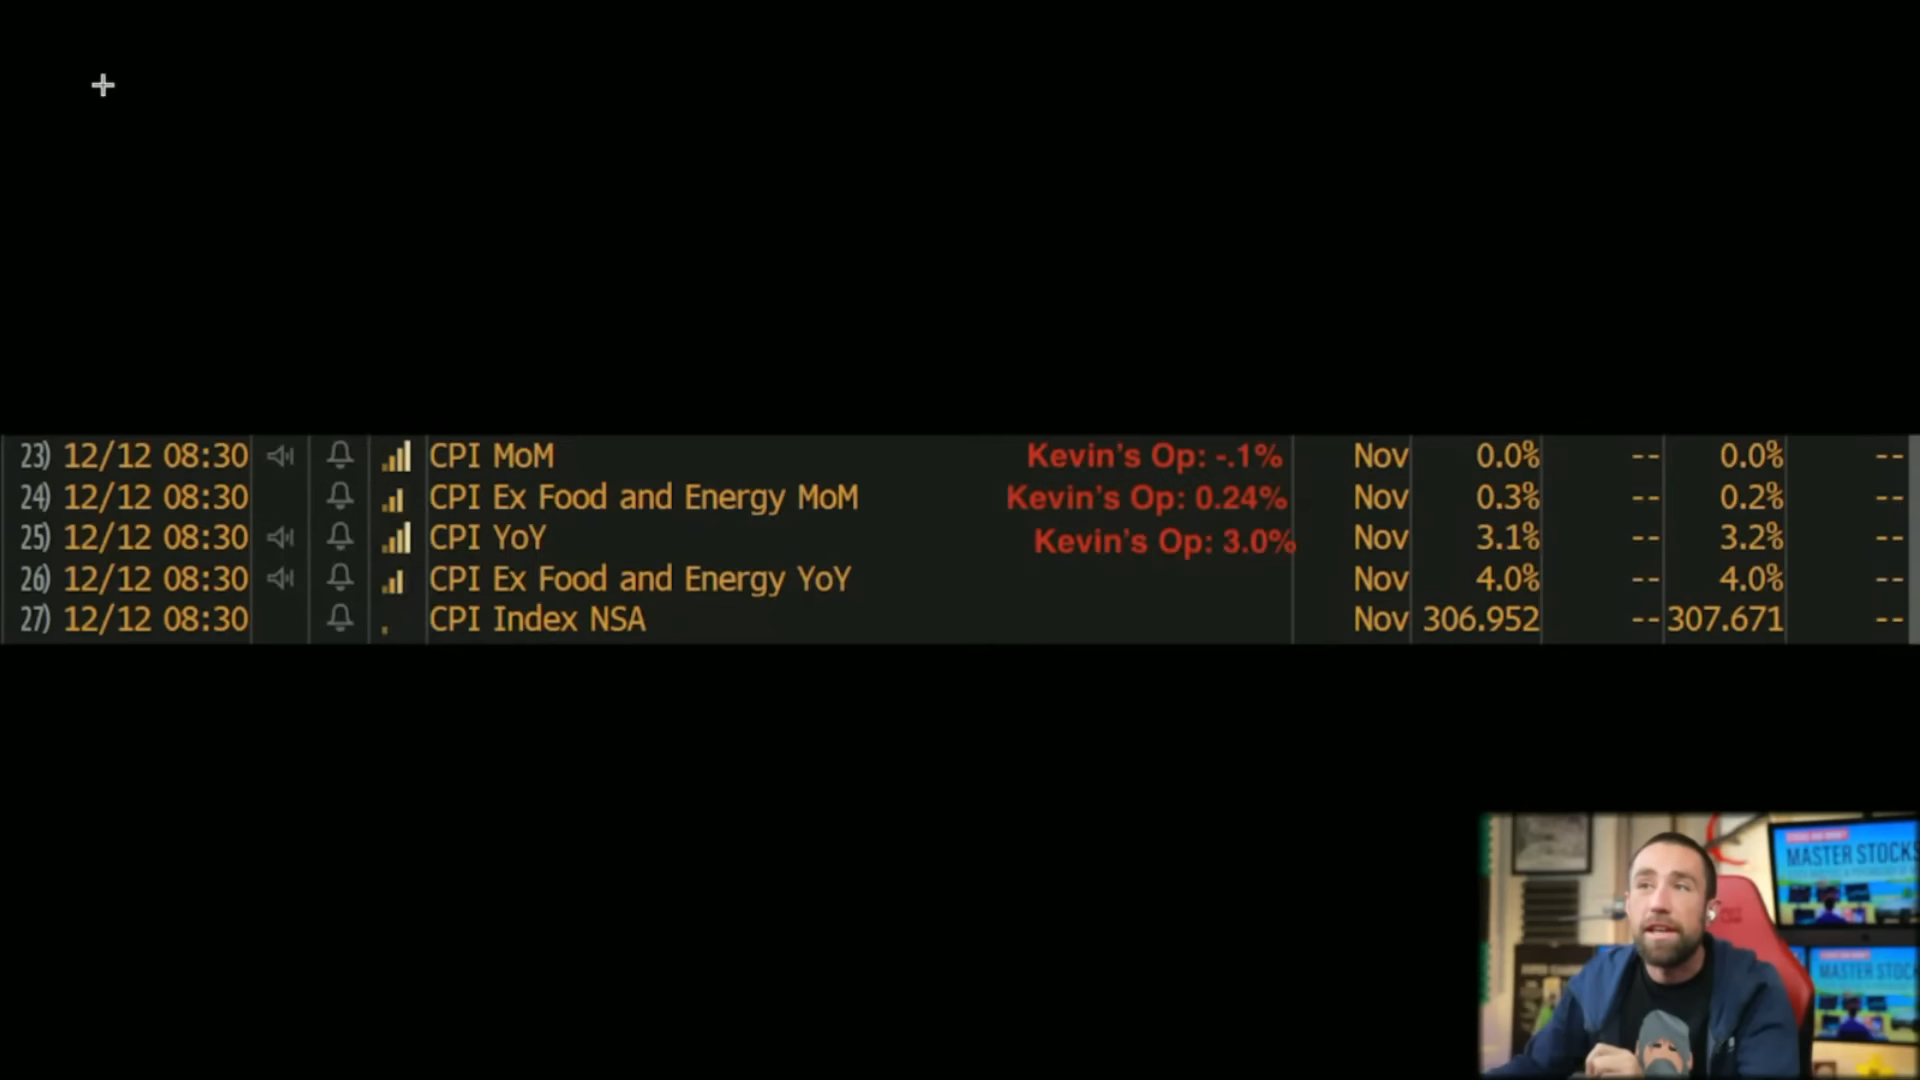 23) 12/12 08:30 CPI MoM Kevin's Op: -.1% Nov 0.0% -- 0.0% --
24) 12/12 08:30 CPI Ex Food and Energy MoM Kevin's Op: 0.24% Nov 0.3% -- 0.2% --
25) 12/12 08:30 CPI YoY Kevin's Op: 3.0% Nov 3.1% -- 3.2% --
26) 12/12 08:30 CPI Ex Food and Energy YoY Nov 4.0% -- 4.0% --
27) 12/12 08:30 CPI Index NSA Nov 306.952 -- 307.671 --
MASTER STOCKS
MASTER STOCK